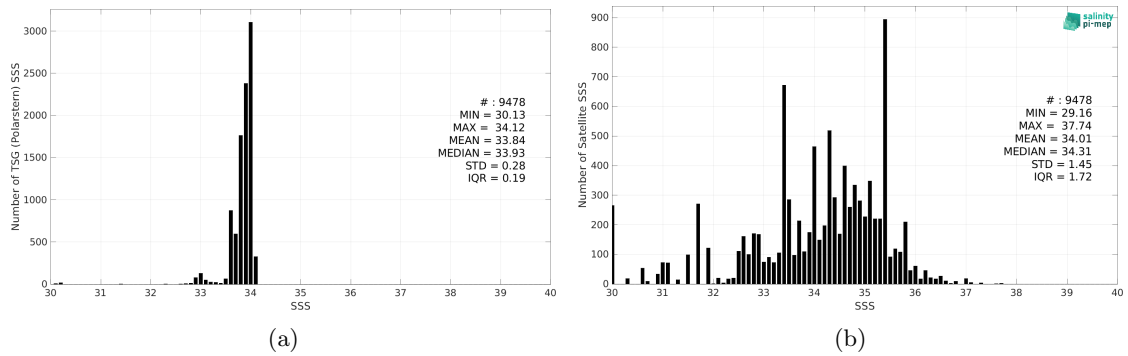 Number of TSG (Polarstern) SSS
3000
2500
2000
1500
1000
500
0
# : 9478
MIN = 30.13
MAX =  34.12
MEAN = 33.84
MEDIAN = 33.93
STD = 0.28
IQR = 0.19
30 31 32 33 34 35 36 37 38 39 40
SSS
(a)
salinity
pi-mep
Number of Satellite SSS
900
800
700
600
500
400
300
200
100
0
# : 9478
MIN = 29.16
MAX =  37.74
MEAN = 34.01
MEDIAN = 34.31
STD = 1.45
IQR = 1.72
30 31 32 33 34 35 36 37 38 39 40
SSS
(b)